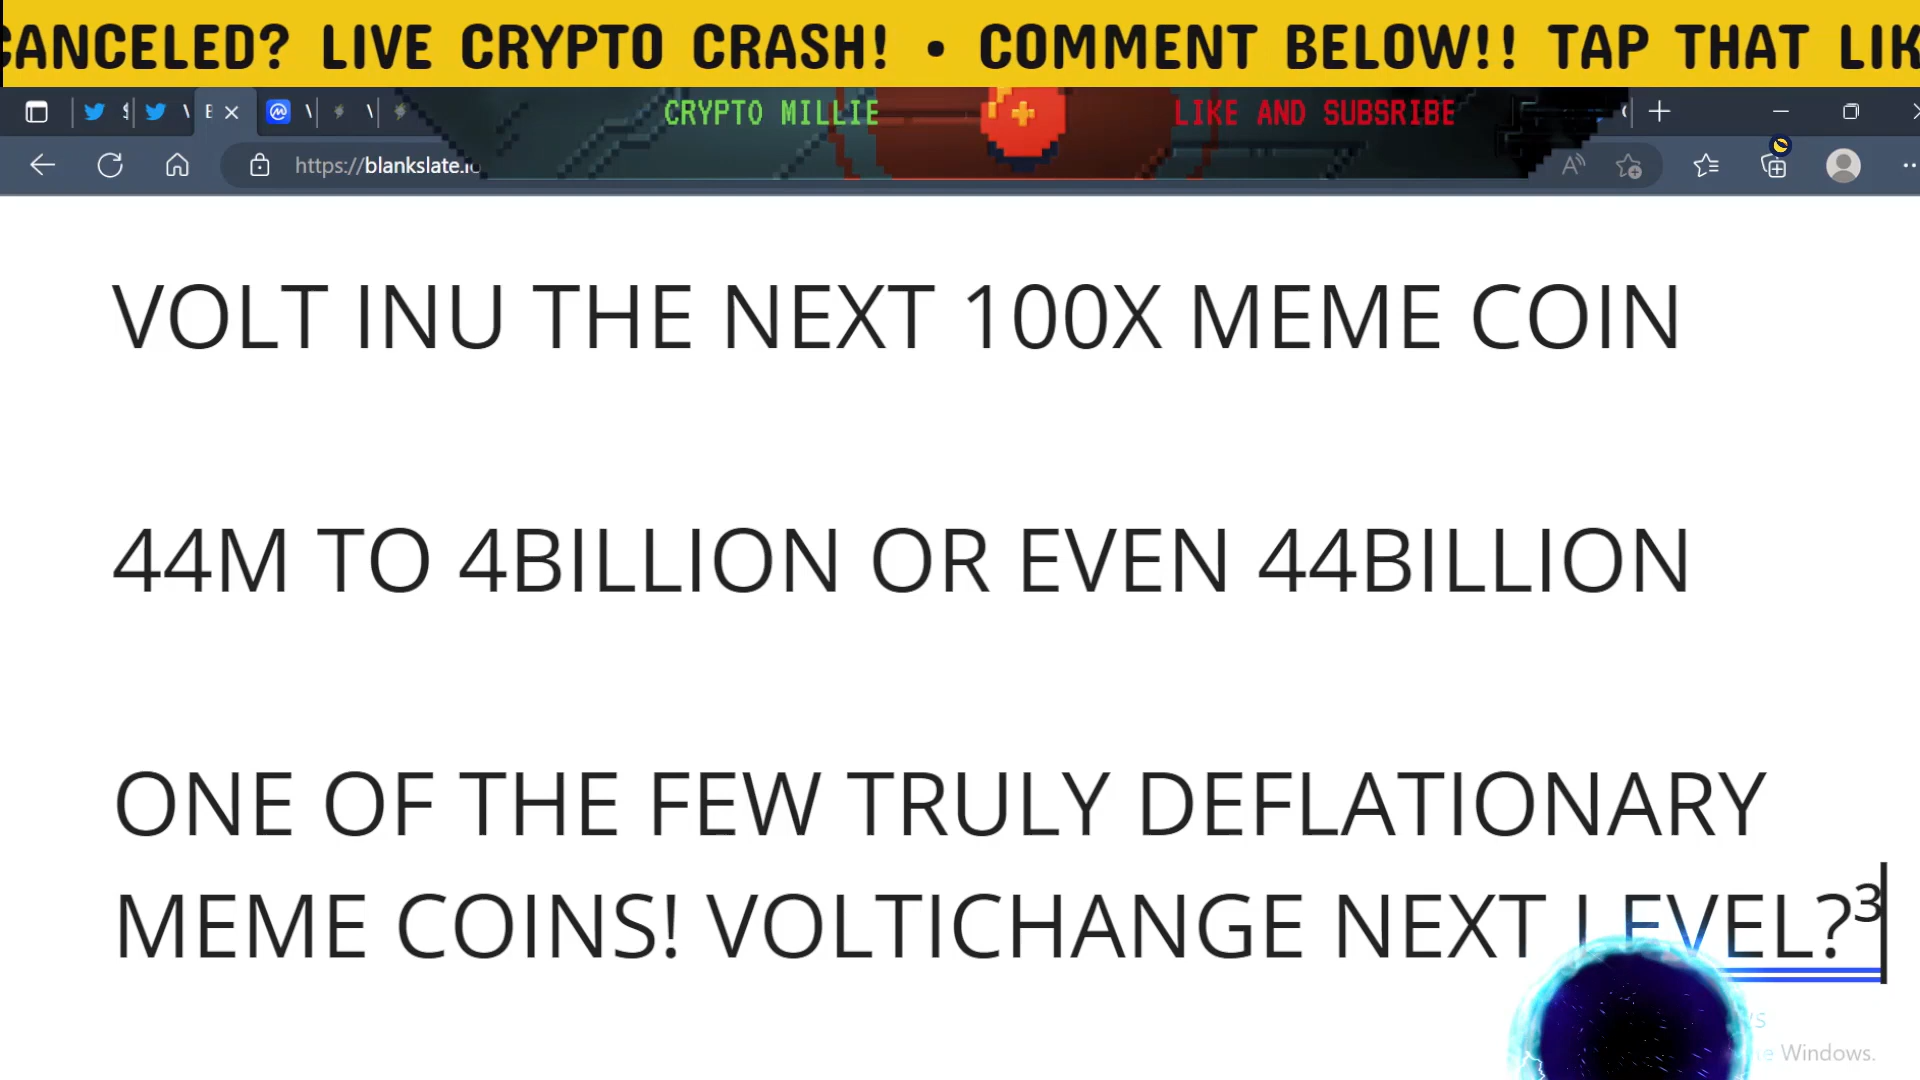 CANCELED? LIVE CRYPTO CRASH! • COMMENT BELOW!! TAP THAT LIK
CRYPTO MILLIE LIKE AND SUBSRIBE
https://blankslate.io
VOLT INU THE NEXT 100X MEME COIN
44M TO 4BILLION OR EVEN 44BILLION
ONE OF THE FEW TRULY DEFLATIONARY
MEME COINS! VOLTICHANGE NEXT LEVEL?³
Windows.